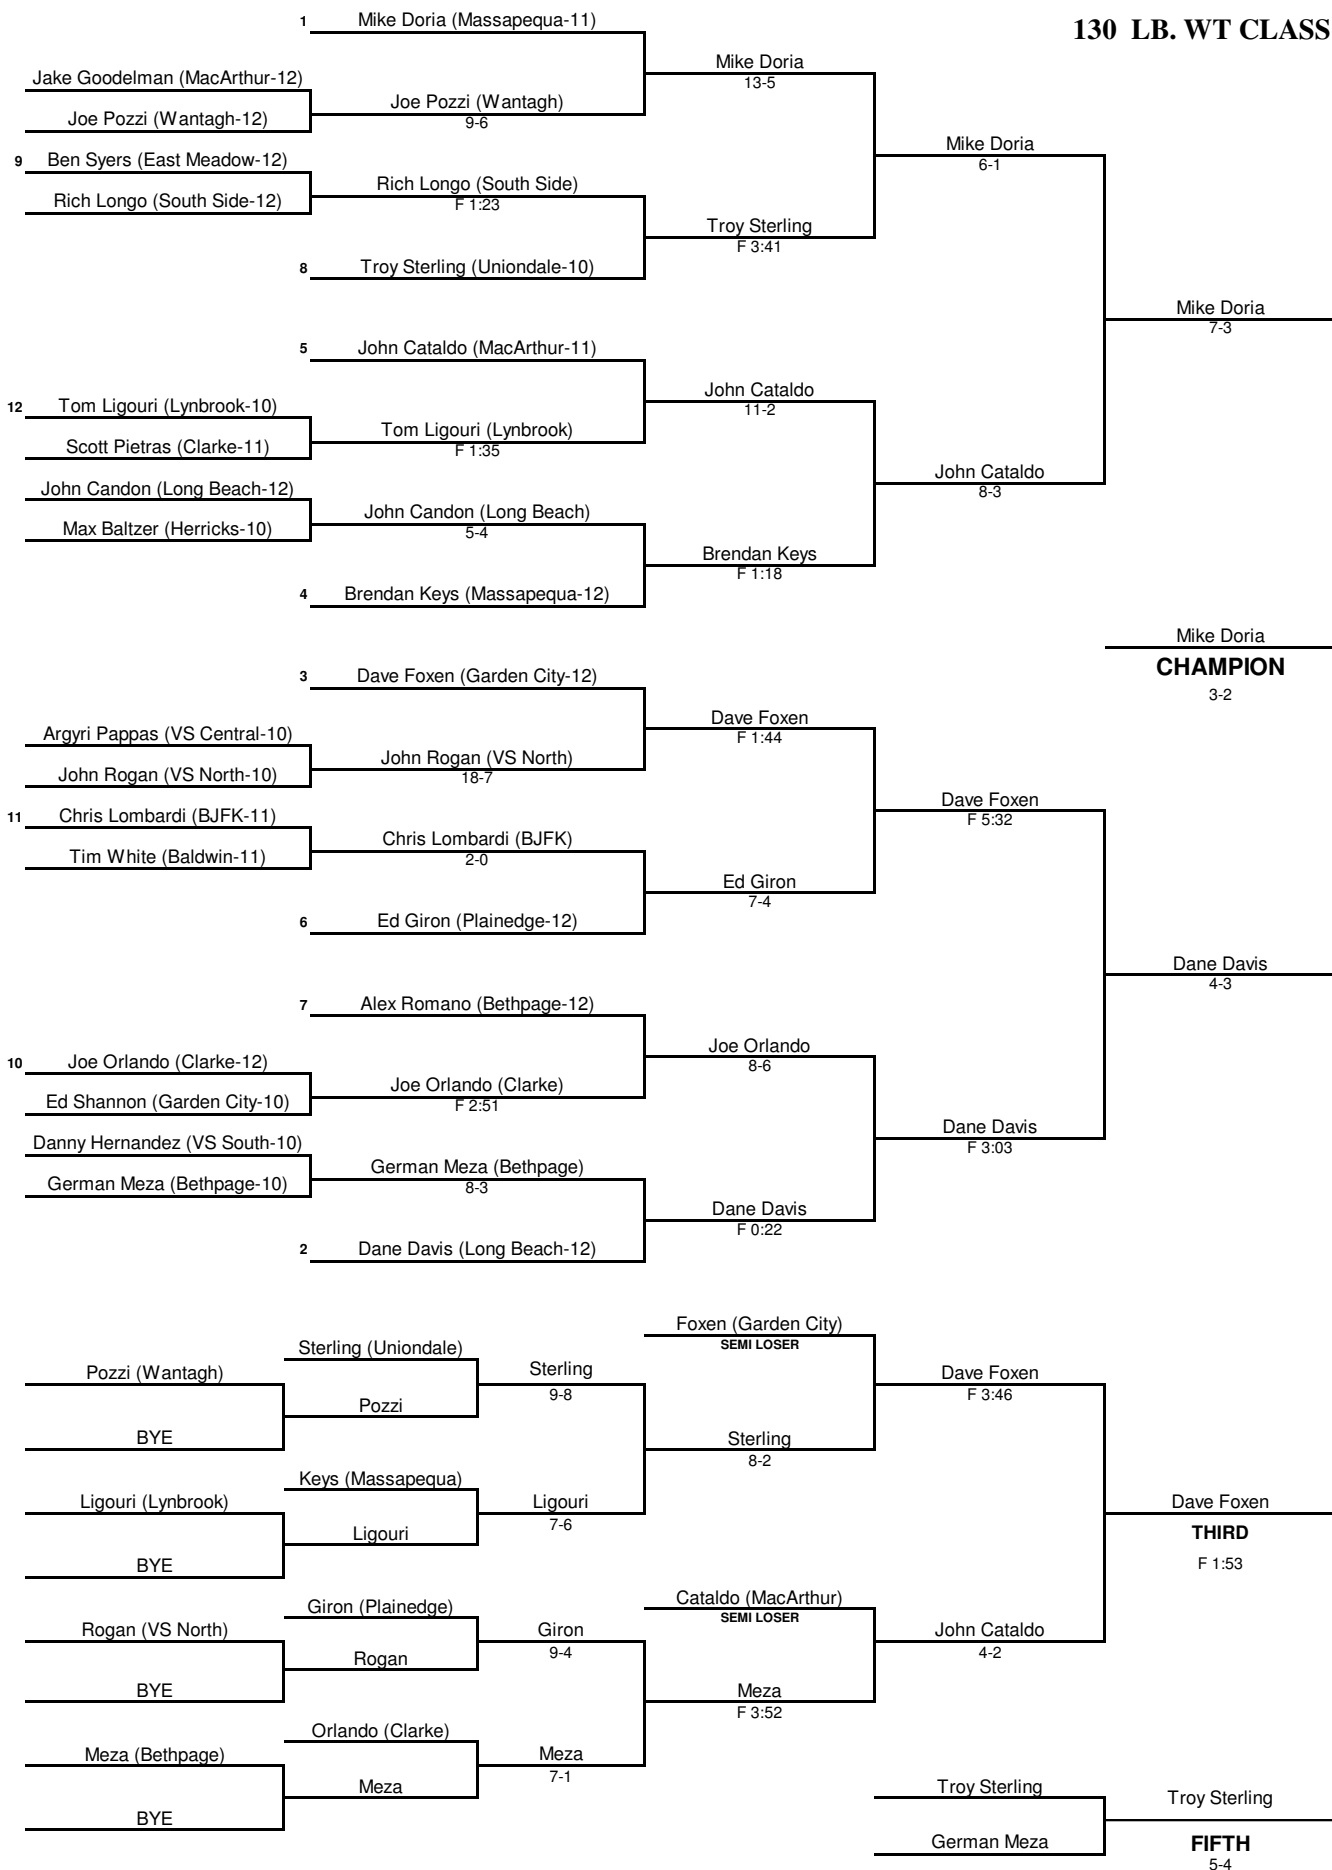 1 Mike Doria (Massapequa-11)
130 LB. WT CLASS
Mike Doria
13-5
Jake Goodelman (MacArthur-12)
Joe Pozzi (Wantagh)
9-6
Joe Pozzi (Wantagh-12)
Mike Doria
6-1
9 Ben Syers (East Meadow-12)
Rich Longo (South Side)
F 1:23
Rich Longo (South Side-12)
Troy Sterling
F 3:41
8 Troy Sterling (Uniondale-10)
Mike Doria
7-3
5 John Cataldo (MacArthur-11)
John Cataldo
11-2
12 Tom Ligouri (Lynbrook-10)
Tom Ligouri (Lynbrook)
F 1:35
Scott Pietras (Clarke-11)
John Cataldo
8-3
John Candon (Long Beach-12)
John Candon (Long Beach)
5-4
Max Baltzer (Herricks-10)
Brendan Keys
F 1:18
4 Brendan Keys (Massapequa-12)
Mike Doria
CHAMPION
3-2
3 Dave Foxen (Garden City-12)
Dave Foxen
F 1:44
Argyri Pappas (VS Central-10)
John Rogan (VS North)
18-7
John Rogan (VS North-10)
Dave Foxen
F 5:32
11 Chris Lombardi (BJFK-11)
Chris Lombardi (BJFK)
2-0
Tim White (Baldwin-11)
Ed Giron
7-4
6 Ed Giron (Plainedge-12)
Dane Davis
4-3
7 Alex Romano (Bethpage-12)
Joe Orlando
8-6
10 Joe Orlando (Clarke-12)
Joe Orlando (Clarke)
F 2:51
Ed Shannon (Garden City-10)
Dane Davis
F 3:03
Danny Hernandez (VS South-10)
German Meza (Bethpage)
8-3
German Meza (Bethpage-10)
Dane Davis
F 0:22
2 Dane Davis (Long Beach-12)
Foxen (Garden City)
SEMI LOSER
Sterling (Uniondale)
Pozzi (Wantagh)
Sterling
9-8
Dave Foxen
F 3:46
Pozzi
BYE
Sterling
8-2
Keys (Massapequa)
Ligouri (Lynbrook)
Ligouri
7-6
Dave Foxen
THIRD
F 1:53
Ligouri
BYE
Cataldo (MacArthur)
SEMI LOSER
Giron (Plainedge)
Rogan (VS North)
Giron
9-4
John Cataldo
4-2
Rogan
BYE
Meza
F 3:52
Orlando (Clarke)
Meza (Bethpage)
Meza
7-1
Meza
BYE
Troy Sterling
Troy Sterling
German Meza
FIFTH
5-4